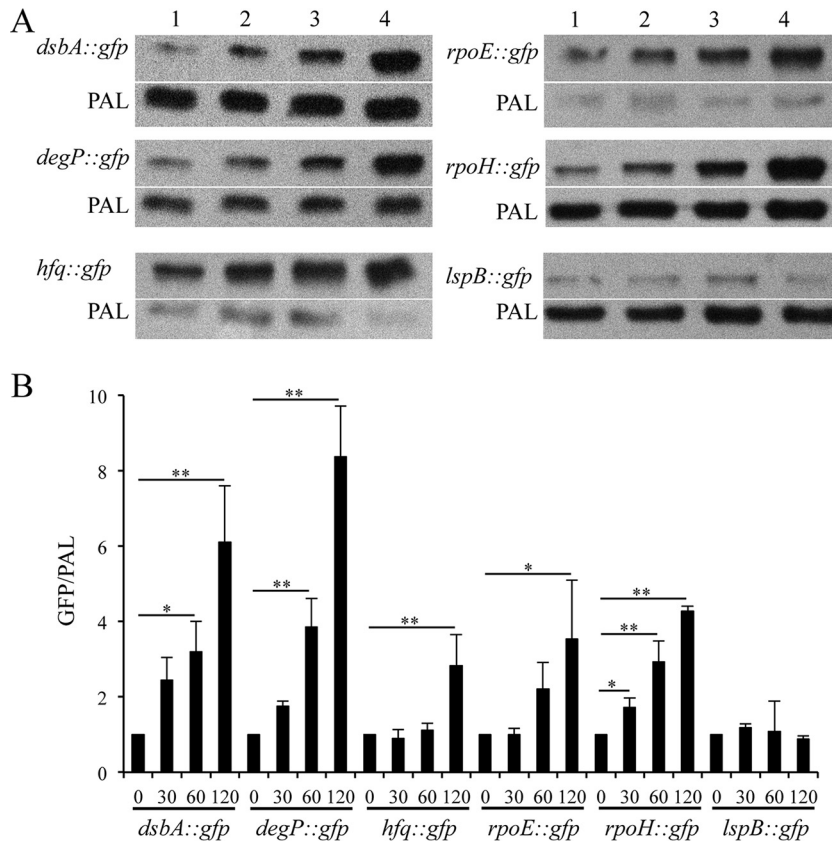 A
1 2 3 4
1 2 3 4
dsbA::gfp
PAL
degP::gfp
PAL
hfq::gfp
PAL
rpoE::gfp
PAL
rpoH::gfp
PAL
lspB::gfp
PAL
B
GFP/PAL
10
8
6
4
2
0
* **
** **
**
*
* ** **
0 30 60 120 0 30 60 120 0 30 60 120 0 30 60 120 0 30 60 120 0 30 60 120
dsbA::gfp degP::gfp hfq::gfp rpoE::gfp rpoH::gfp lspB::gfp